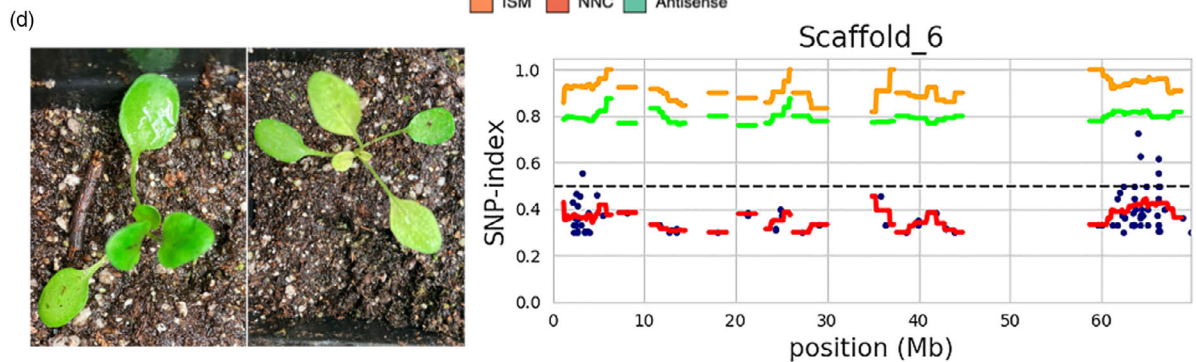 ISM NNC Antisense
(d)
Scaffold_6
SNP-index
1.0
0.8
0.6
0.4
0.2
0.0
0 10 20 30 40 50 60
position (Mb)